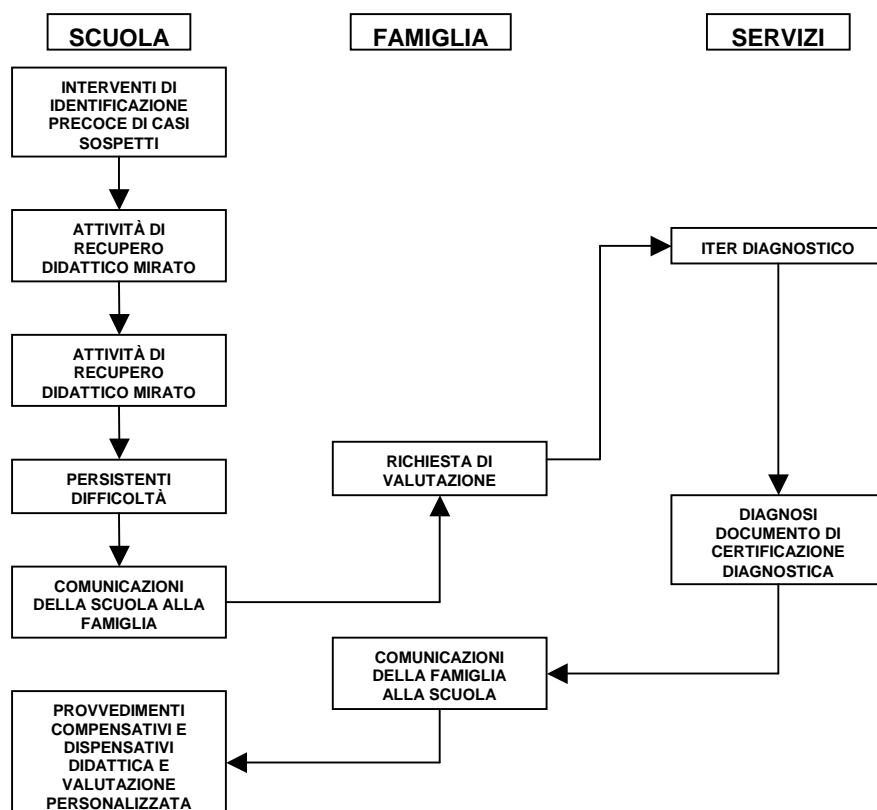 SCUOLA
FAMIGLIA
SERVIZI
INTERVENTI DI
IDENTIFICAZIONE
PRECOCE DI CASI
SOSPETTI
ATTIVITÀ DI
RECUPERO
DIDATTICO MIRATO
ITER DIAGNOSTICO
ATTIVITÀ DI
RECUPERO
DIDATTICO MIRATO
RICHIESTA DI
VALUTAZIONE
PERSISTENTI
DIFFICOLTÀ
DIAGNOSI
DOCUMENTO DI
CERTIFICAZIONE
DIAGNOSTICA
COMUNICAZIONI
DELLA SCUOLA ALLA
FAMIGLIA
COMUNICAZIONI
DELLA FAMIGLIA
ALLA SCUOLA
PROVVEDIMENTI
COMPENSATIVI E
DISPENSATIVI
DIDATTICA E
VALUTAZIONE
PERSONALIZZATA